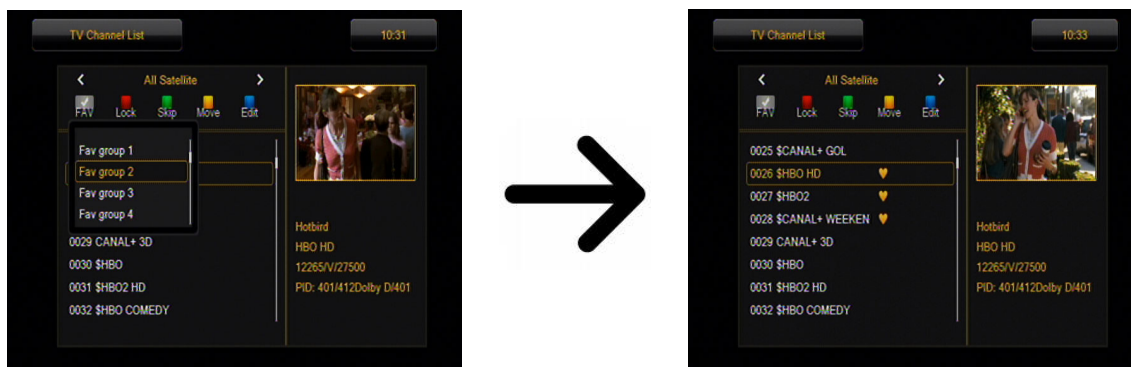 TV Channel List
10:31
All Satellite
FAV Lock Skip Move Edit
Fav group 1
Fav group 2
Fav group 3
Fav group 4
0029 CANAL+ 3D
0030 $HBO
0031 $HBO2 HD
0032 $HBO COMEDY
Hotbird
HBO HD
12265/V/27500
PID: 401/412Dolby D/401
TV Channel List
10:33
All Satellite
FAV Lock Skip Move Edit
0025 $CANAL+ GOL
0026 $HBO HD
0027 $HBO2
0028 $CANAL+ WEEKEN
0029 CANAL+ 3D
0030 $HBO
0031 $HBO2 HD
0032 $HBO COMEDY
Hotbird
HBO HD
12265/V/27500
PID: 401/412Dolby D/401